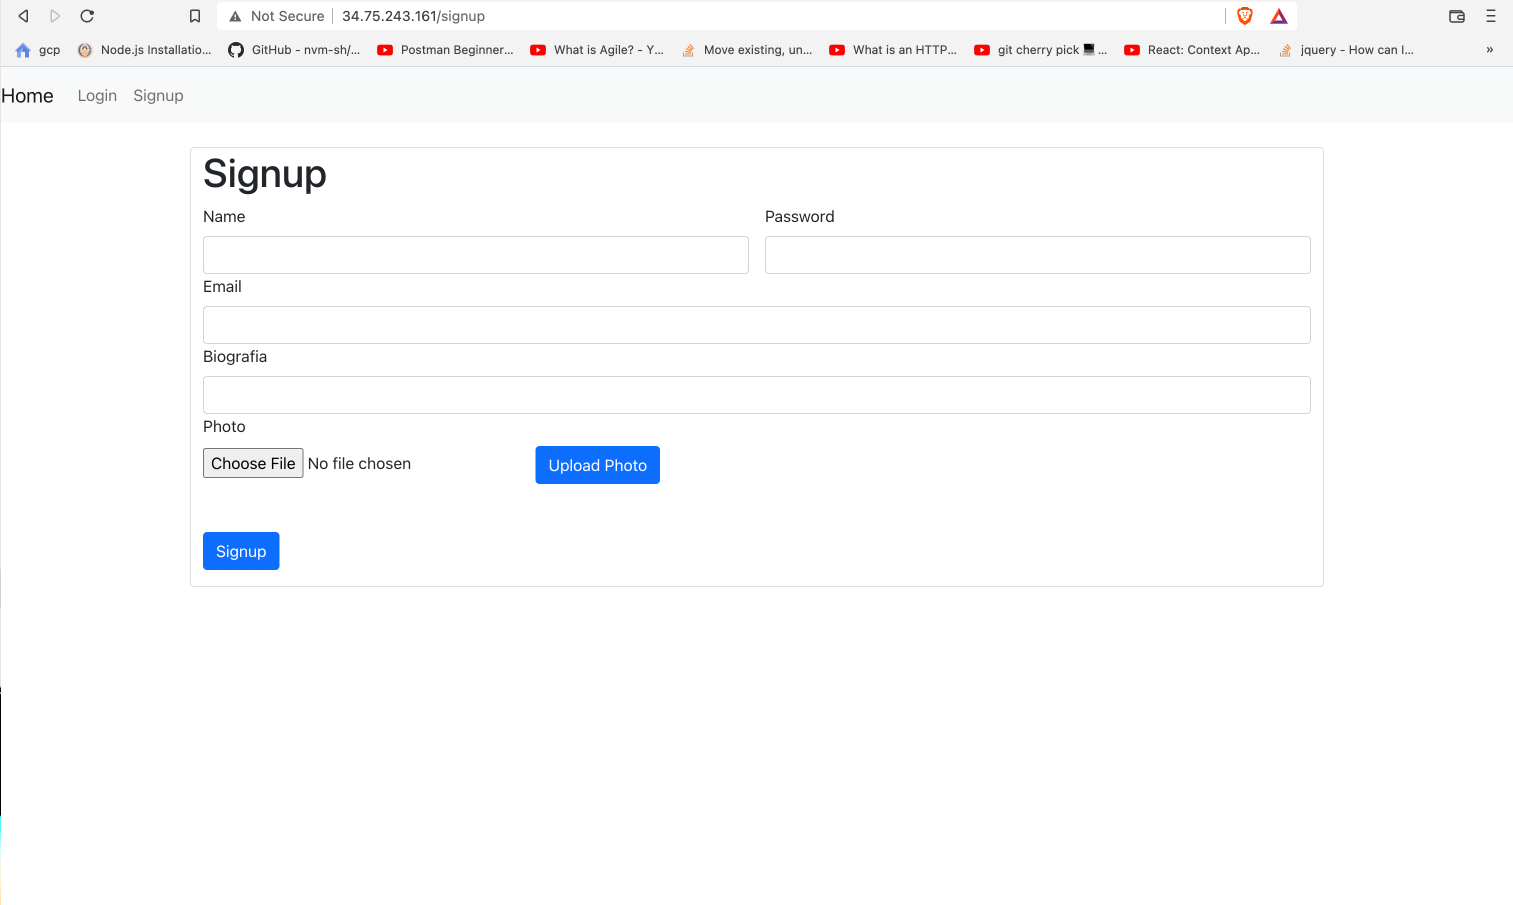 Not Secure 34.75.243.161/signup
gcp Node.js Installatio... GitHub - nvm-sh/... Postman Beginner... What is Agile? - Y... Move existing, un... What is an HTTP... git cherry pick 💻 ... React: Context Ap... jquery - How can I... »
Home Login Signup
Signup
Name Password
Email
Biografia
Photo
Choose File No file chosen Upload Photo
Signup